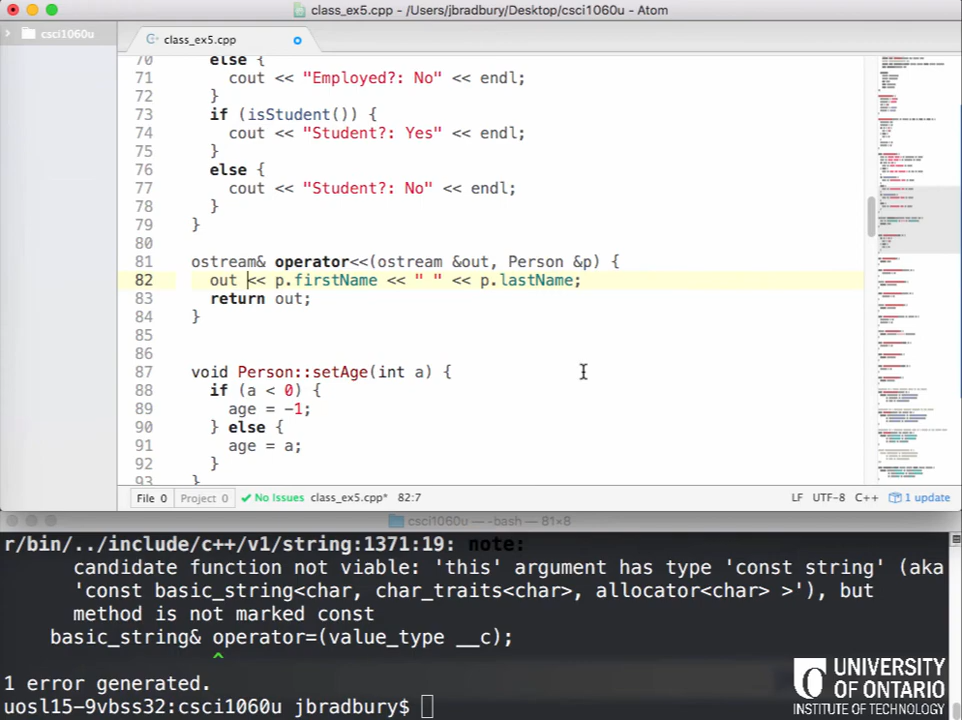 class_ex5.cpp - /Users/jbradbury/Desktop/csci1060u - Atom
csci1060u
class_ex5.cpp
70 else {
71 cout << "Employed?: No" << endl;
72 }
73 if (isStudent()) {
74 cout << "Student?: Yes" << endl;
75 }
76 else {
77 cout << "Student?: No" << endl;
78 }
79 }
80
81 ostream& operator<<(ostream &out, Person &p) {
82 out << p.firstName << " " << p.lastName;
83 return out;
84 }
85
86
87 void Person::setAge(int a) {
88 if (a < 0) {
89 age = -1;
90 } else {
91 age = a;
92 }
93 }
File 0 Project 0 No Issues class_ex5.cpp* 82:7 LF UTF-8 C++ 1 update
csci1060u — -bash — 81×8
r/bin/../include/c++/v1/string:1371:19: note:
candidate function not viable: 'this' argument has type 'const string' (aka
'const basic_string<char, char_traits<char>, allocator<char> >'), but
method is not marked const
basic_string& operator=(value_type __c);
^
1 error generated.
uosl15-9vbss32:csci1060u jbradbury$
UNIVERSITY
OF ONTARIO
INSTITUTE OF TECHNOLOGY